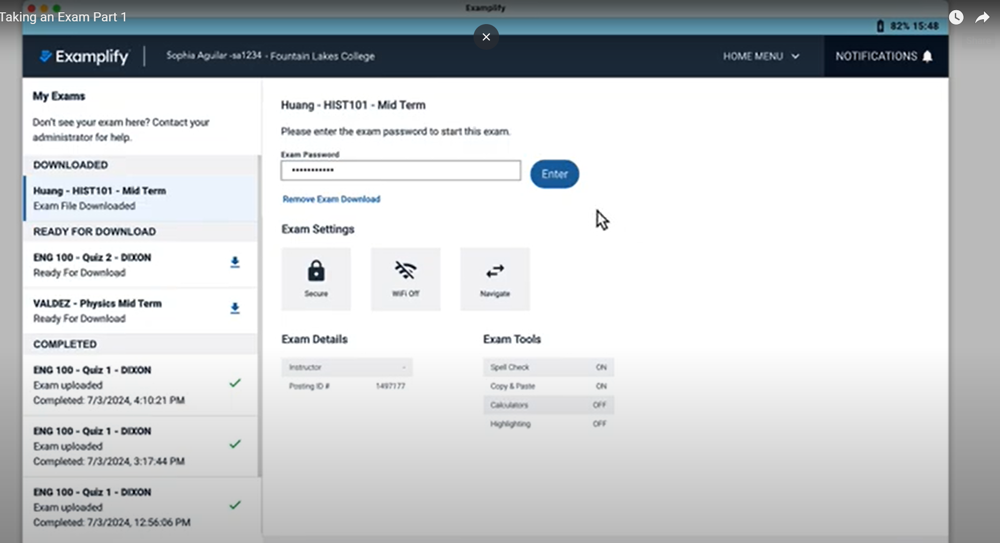 Examplify
Taking an Exam Part 1
82% 15:48
Examplify
Sophia Aguilar -sa1234 - Fountain Lakes College
HOME MENU
NOTIFICATIONS
My Exams
Don't see your exam here? Contact your
administrator for help.
DOWNLOADED
Huang - HIST101 - Mid Term
Exam File Downloaded
READY FOR DOWNLOAD
ENG 100 - Quiz 2 - DIXON
Ready For Download
VALDEZ - Physics Mid Term
Ready For Download
COMPLETED
ENG 100 - Quiz 1 - DIXON
Exam uploaded
Completed: 7/3/2024, 4:10:21 PM
ENG 100 - Quiz 1 - DIXON
Exam uploaded
Completed: 7/3/2024, 3:17:44 PM
ENG 100 - Quiz 1 - DIXON
Exam uploaded
Completed: 7/3/2024, 12:56:06 PM
Huang - HIST101 - Mid Term
Please enter the exam password to start this exam.
Exam Password
•••••••••••
Enter
Remove Exam Download
Exam Settings
Secure
WiFi Off
Navigate
Exam Details
Instructor -
Posting ID # 1497177
Exam Tools
Spell Check ON
Copy & Paste ON
Calculators OFF
Highlighting OFF